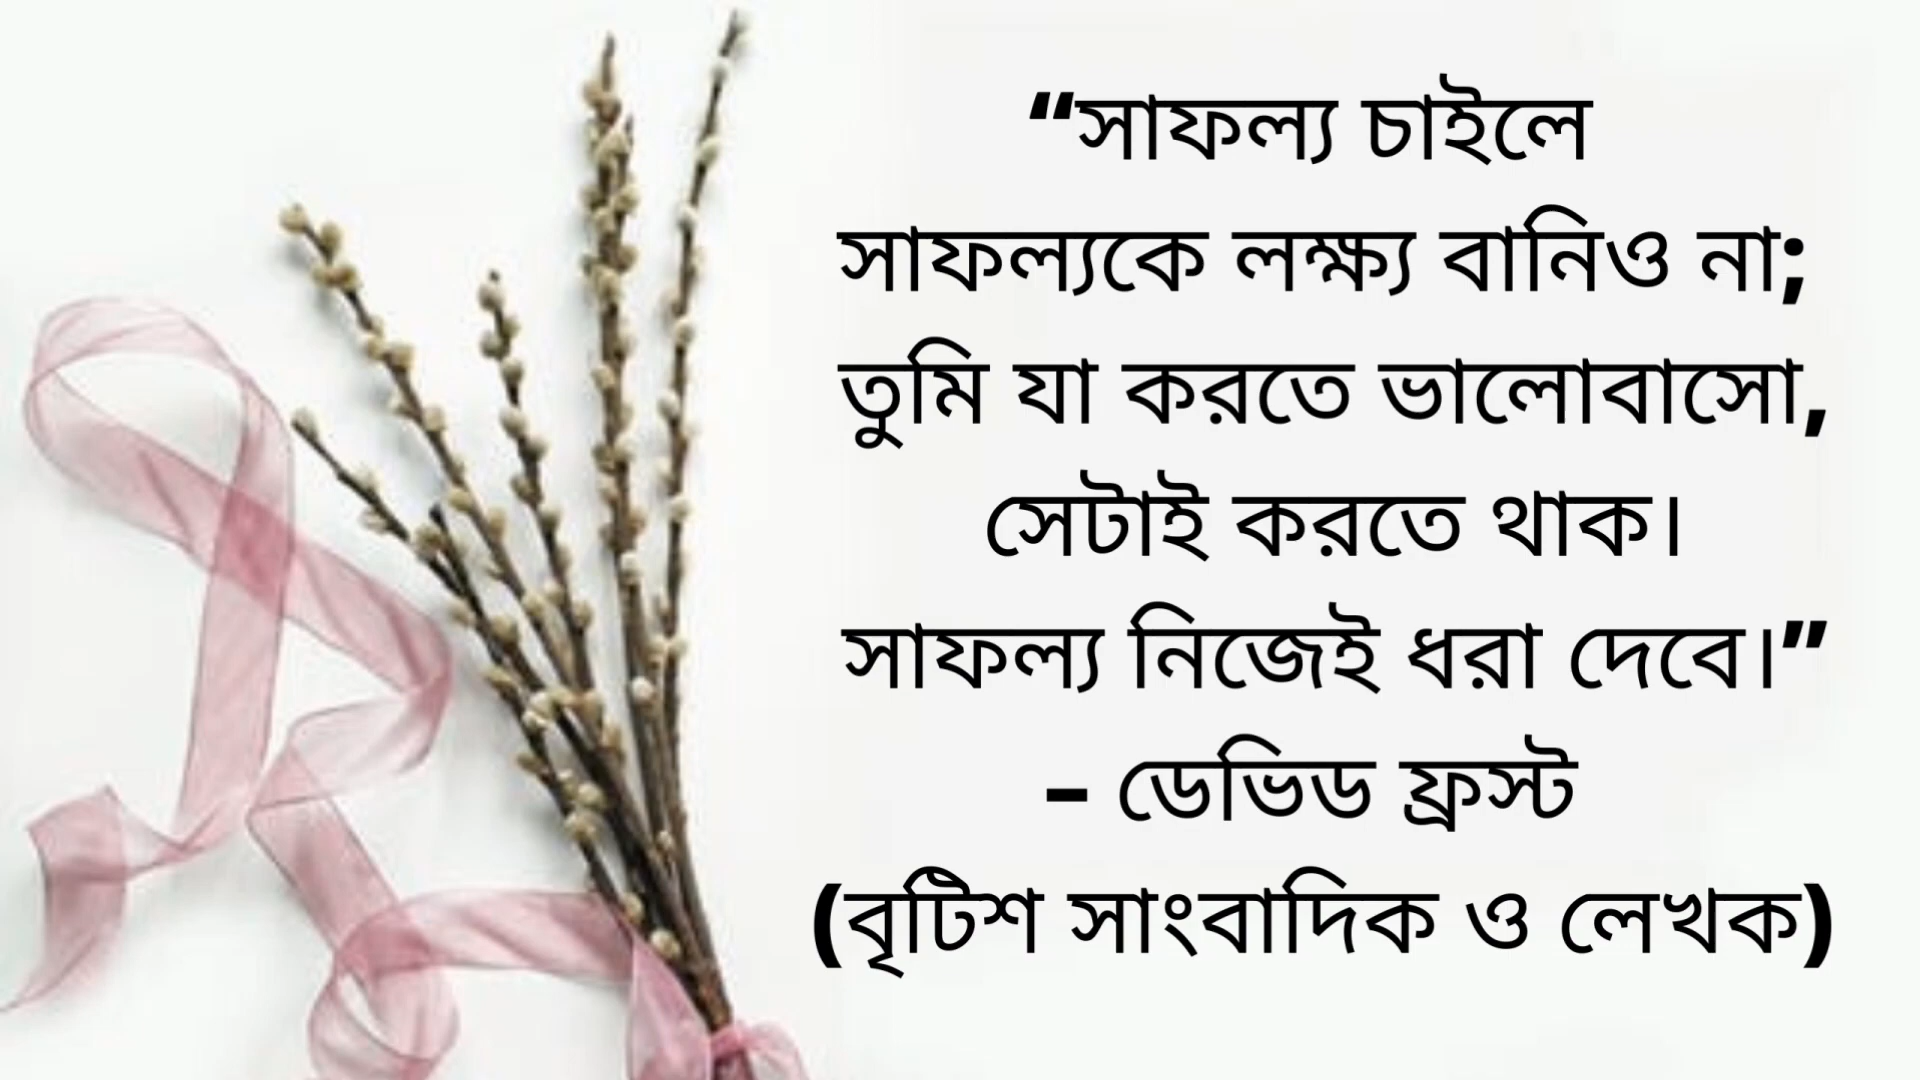 “সাফল্য চাইলে
সাফল্যকে লক্ষ্য বানিও না;
তুমি যা করতে ভালোবাসো,
সেটাই করতে থাক।
সাফল্য নিজেই ধরা দেবে।”
– ডেভিড ফ্রস্ট
(বৃটিশ সাংবাদিক ও লেখক)